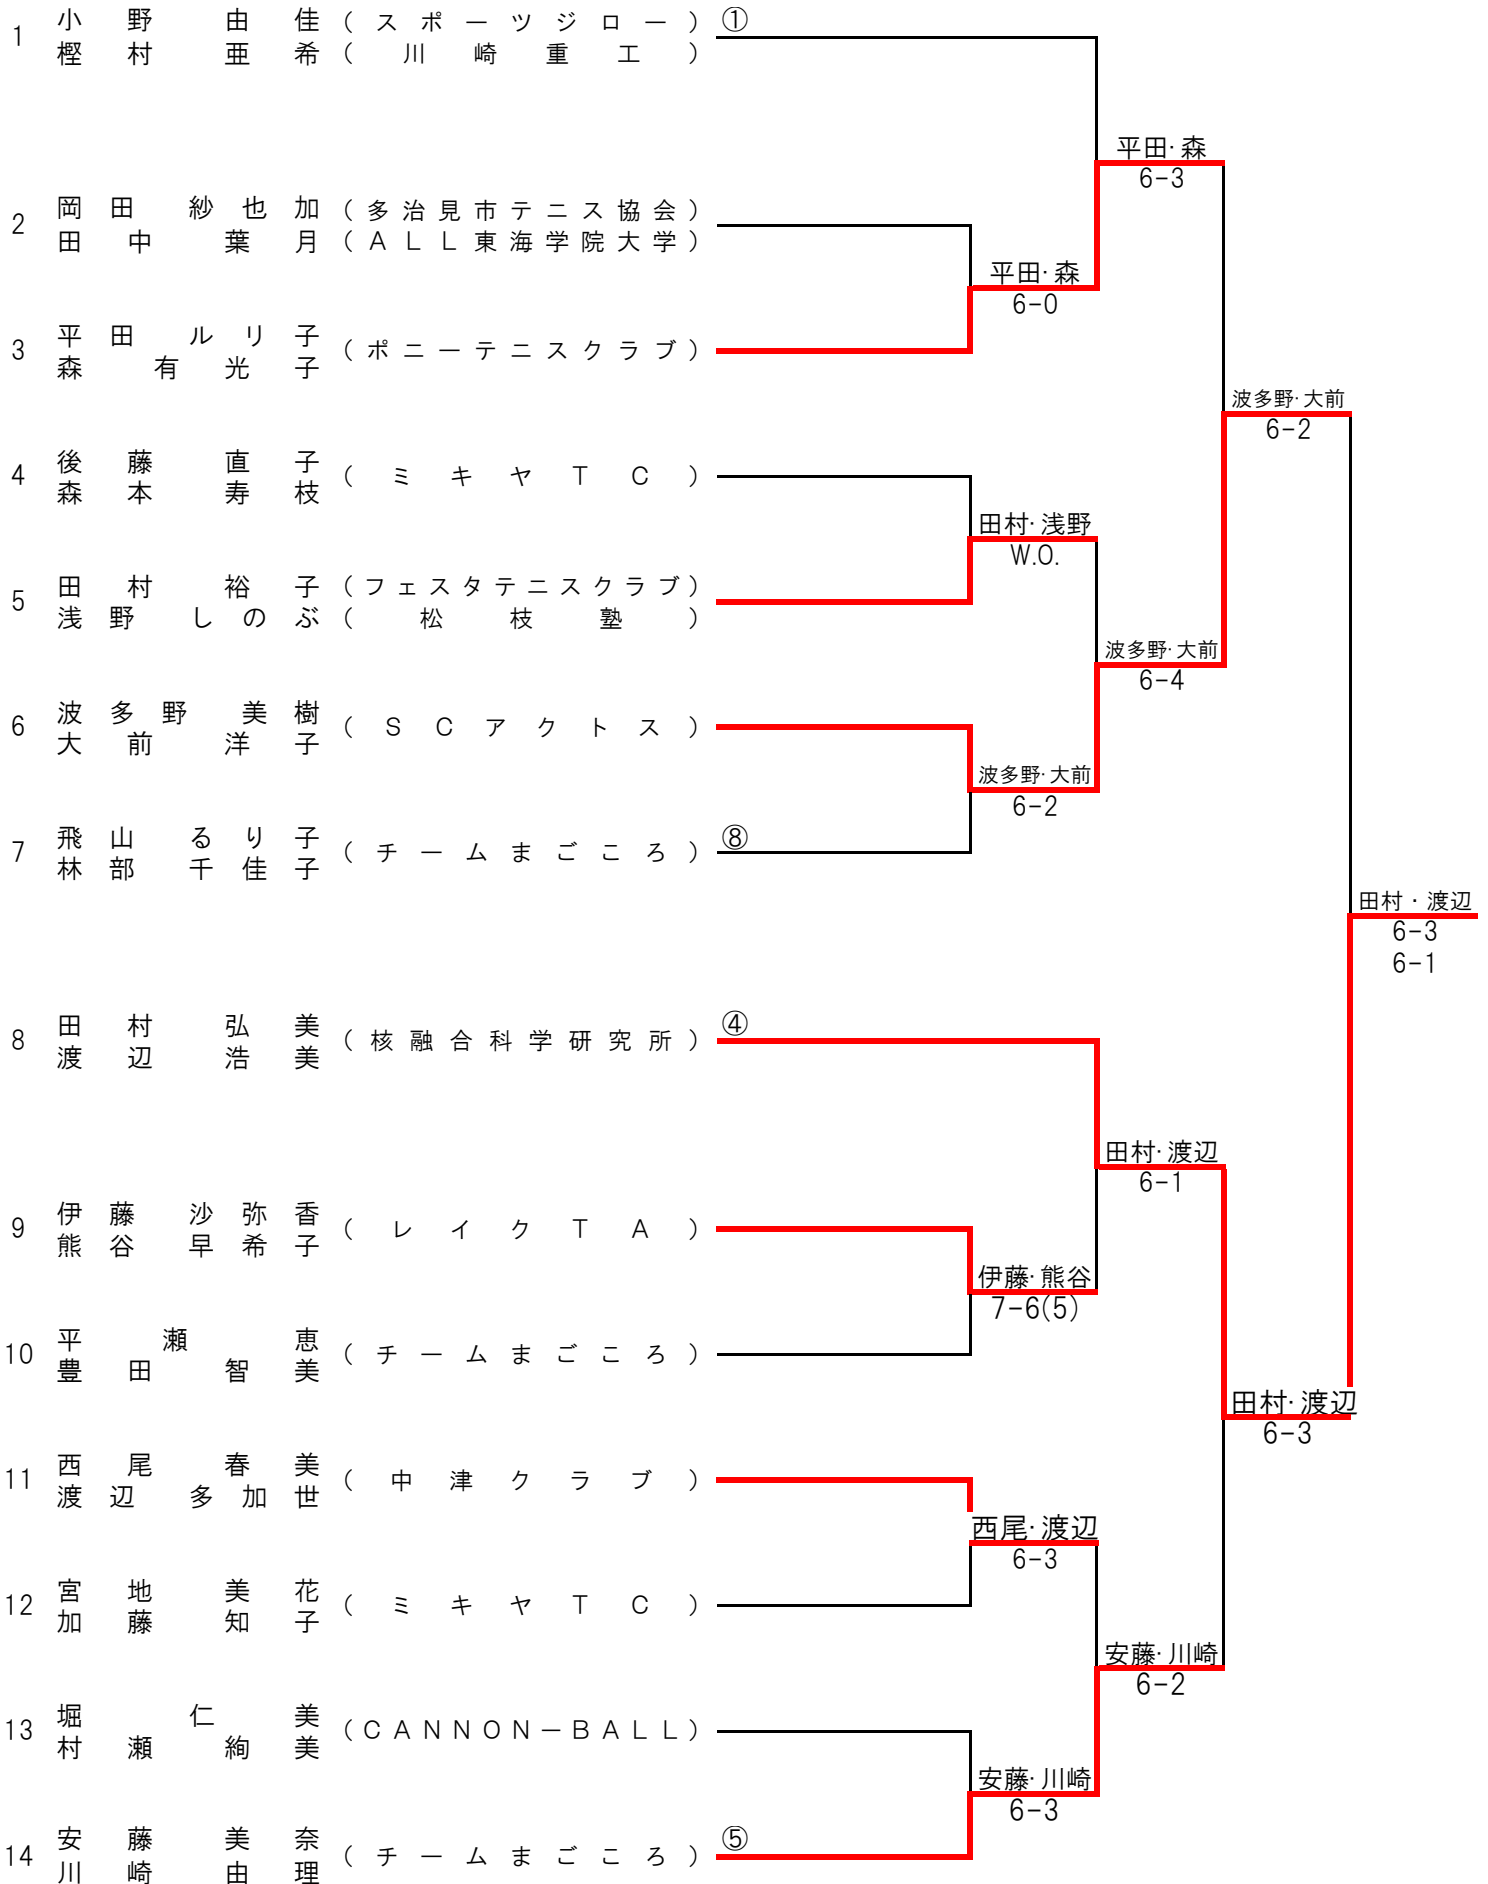 小野由佳(スポーツジロー) ①
1
樫村亜希(川崎重工)
平田・森
6-3
岡田紗也加(多治見市テニス協会)
2
田中葉月(ALL東海学院大学)
平田・森
6-0
平田ルリ子
3 (ポニーテニスクラブ)
森有光子
波多野・大前
6-2
後藤直子
4 (ミキヤTC)
森本寿枝
田村・浅野
W.O.
田村裕子(フェスタテニスクラブ)
5
浅野しのぶ(松枝塾)
波多野・大前
6-4
波多野美樹
6 (SCアクトス)
大前洋子
波多野・大前
6-2
飛山るり子 ⑧
7 (チームまごころ)
林部千佳子
田村・渡辺
6-3
6-1
田村弘美 ④
8 (核融合科学研究所)
渡辺浩美
田村・渡辺
6-1
伊藤沙弥香
9 (レイクTA)
熊谷早希子
伊藤・熊谷
7-6(5)
平瀬恵
10 (チームまごころ)
豊田智美
田村・渡辺
6-3
西尾春美
11 (中津クラブ)
渡辺多加世
西尾・渡辺
6-3
宮地美花
12 (ミキヤTC)
加藤知子
安藤・川崎
6-2
堀仁美
13 (CANNON-BALL)
村瀬絢美
安藤・川崎
6-3
安藤美奈 ⑤
14 (チームまごころ)
川崎由理